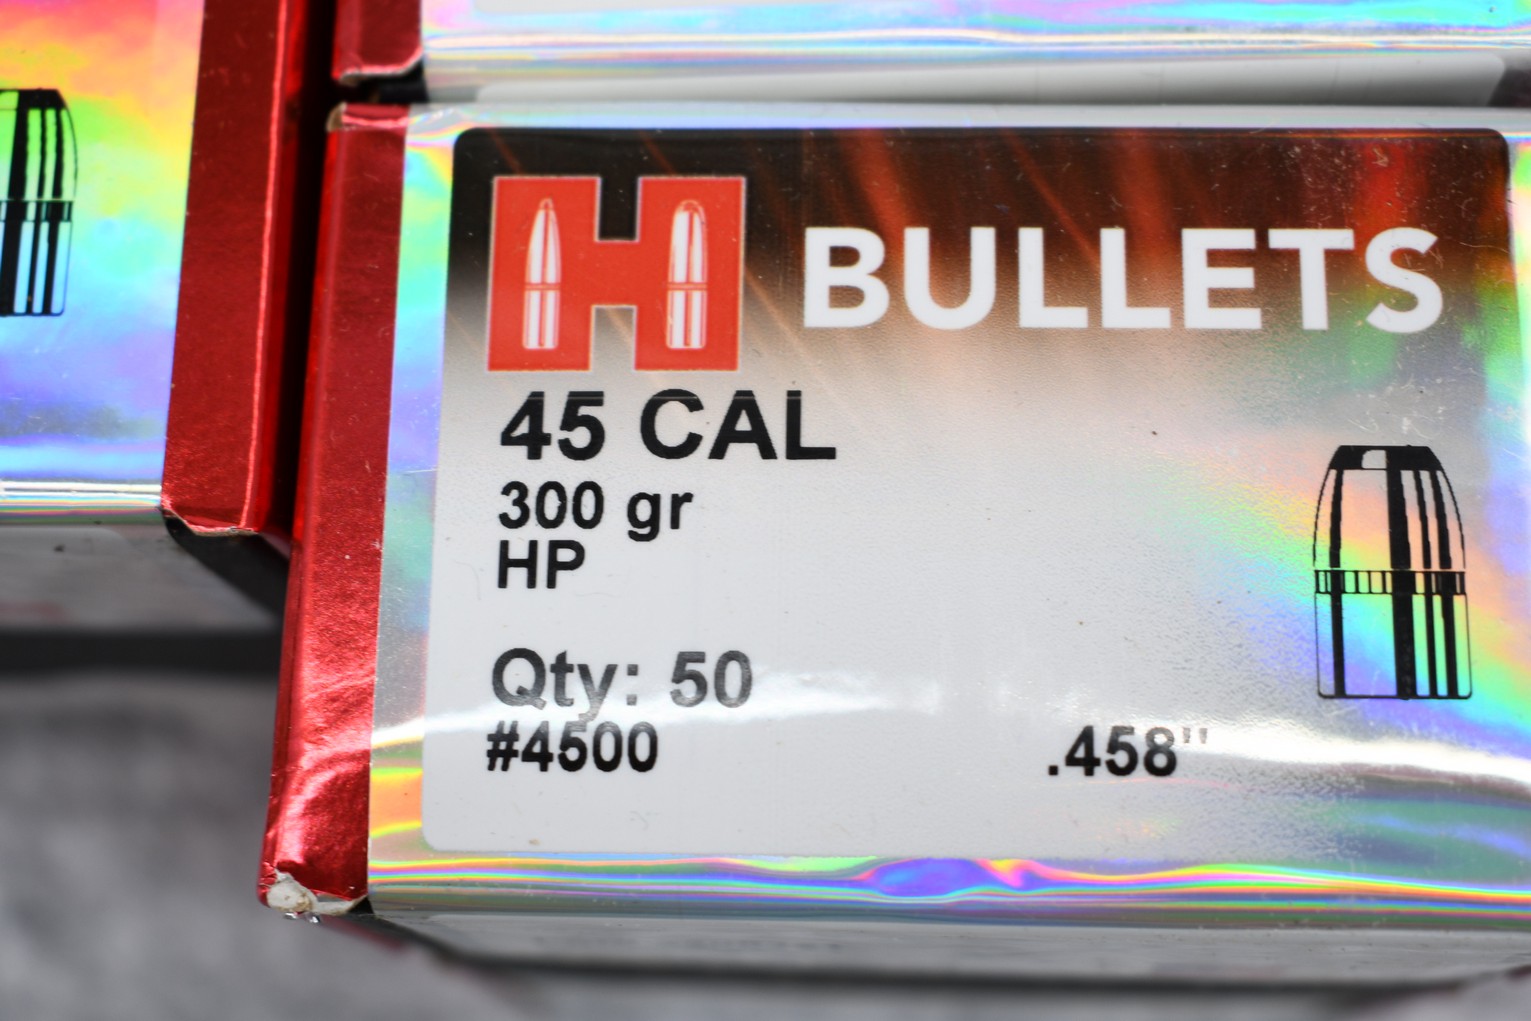 H BULLETS
45 CAL
300 gr
HP
Qty: 50
#4500
.458"